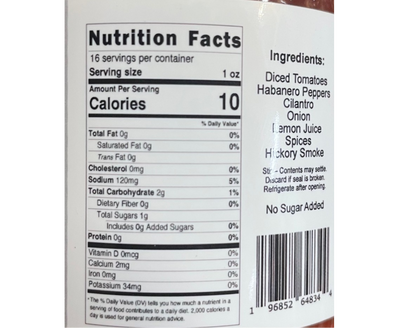 Nutrition Facts
16 servings per container
Serving size 1 oz
Amount Per Serving
Calories 10
% Daily Value*
Total Fat 0g 0%
Saturated Fat 0g 0%
Trans Fat 0g
Cholesterol 0mg 0%
Sodium 120mg 5%
Total Carbohydrate 2g 1%
Dietary Fiber 0g 0%
Total Sugars 1g
Includes 0g Added Sugars 0%
Protein 0g 0%
Vitamin D 0mcg 0%
Calcium 2mg 0%
Iron 0mg 0%
Potassium 34mg 0%
*The % Daily Value (DV) tells you how much a nutrient in a
serving of food contributes to a daily diet. 2,000 calories a
day is used for general nutrition advice.
Ingredients:
Diced Tomatoes
Habanero Peppers
Cilantro
Onion
Lemon Juice
Spices
Hickory Smoke
Stir - Contents may settle.
Discard if seal is broken.
Refrigerate after opening.
No Sugar Added
1 96852 64834 4